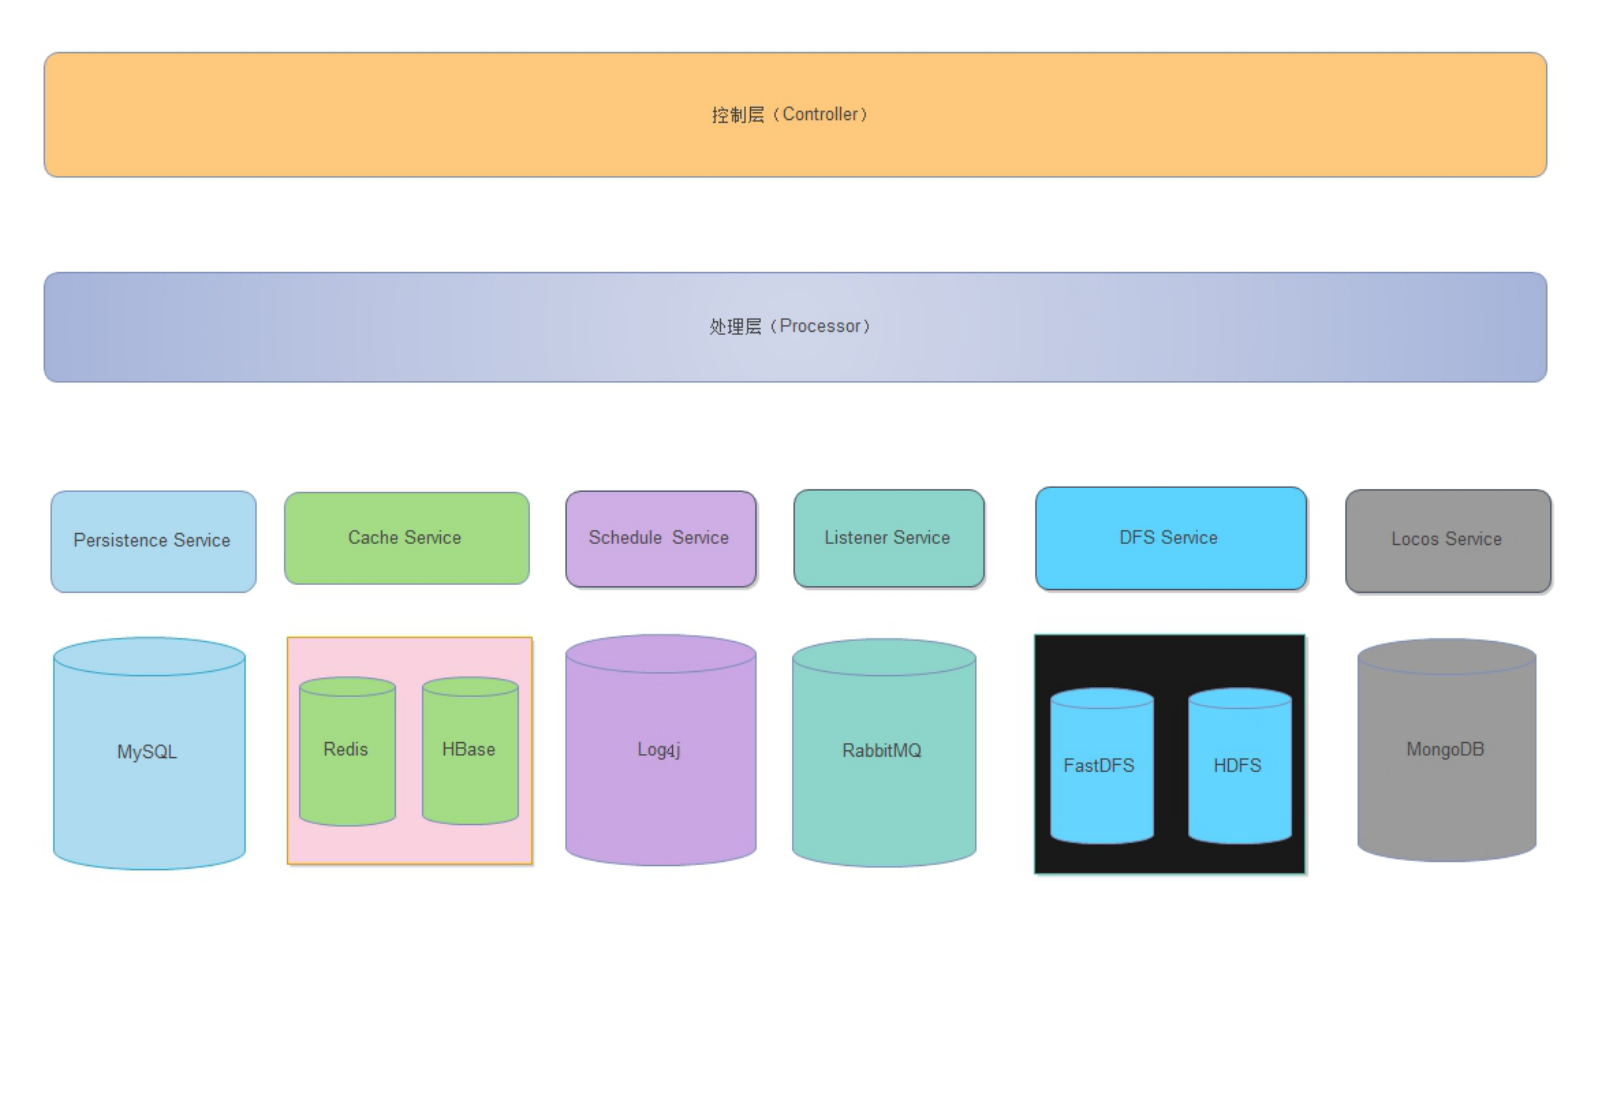 控制层（Controller）
处理层（Processor）
Persistence Service
Cache Service
Schedule  Service
Listener Service
DFS Service
Locos Service
MySQL
Redis
HBase
Log4j
RabbitMQ
FastDFS
HDFS
MongoDB